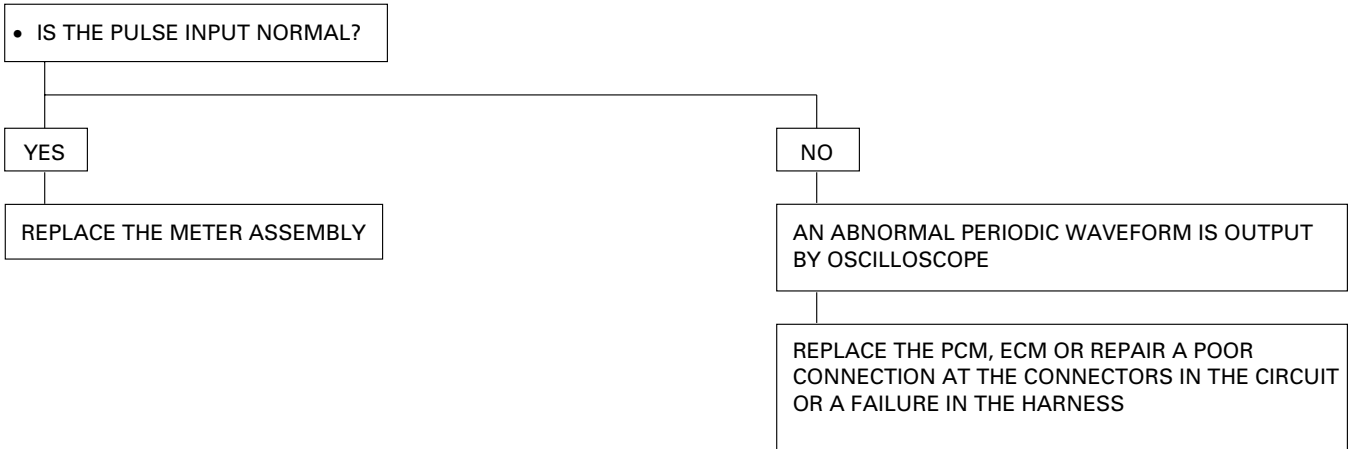 • IS THE PULSE INPUT NORMAL?
YES
NO
REPLACE THE METER ASSEMBLY
AN ABNORMAL PERIODIC WAVEFORM IS OUTPUT
BY OSCILLOSCOPE
REPLACE THE PCM, ECM OR REPAIR A POOR
CONNECTION AT THE CONNECTORS IN THE CIRCUIT
OR A FAILURE IN THE HARNESS